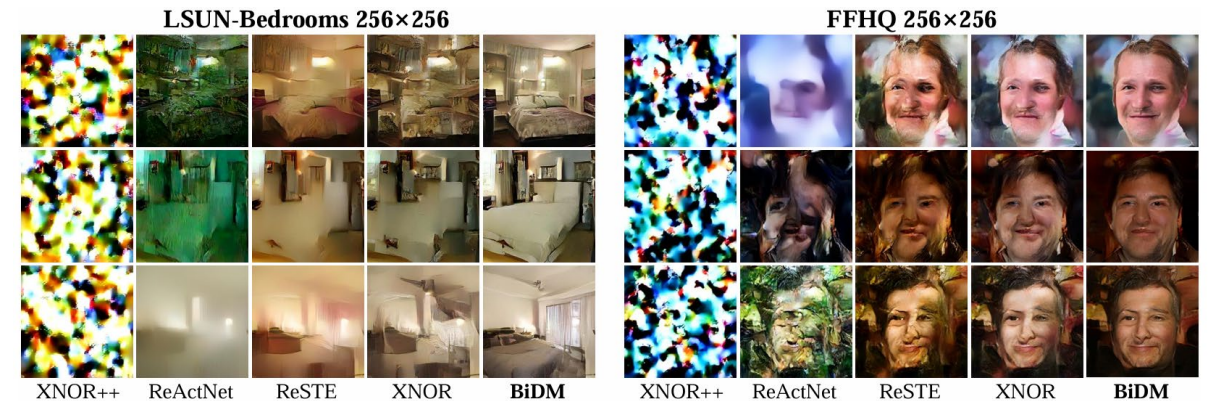 LSUN-Bedrooms 256×256 FFHQ 256×256
XNOR++ ReActNet ReSTE XNOR BiDM XNOR++ ReActNet ReSTE XNOR BiDM